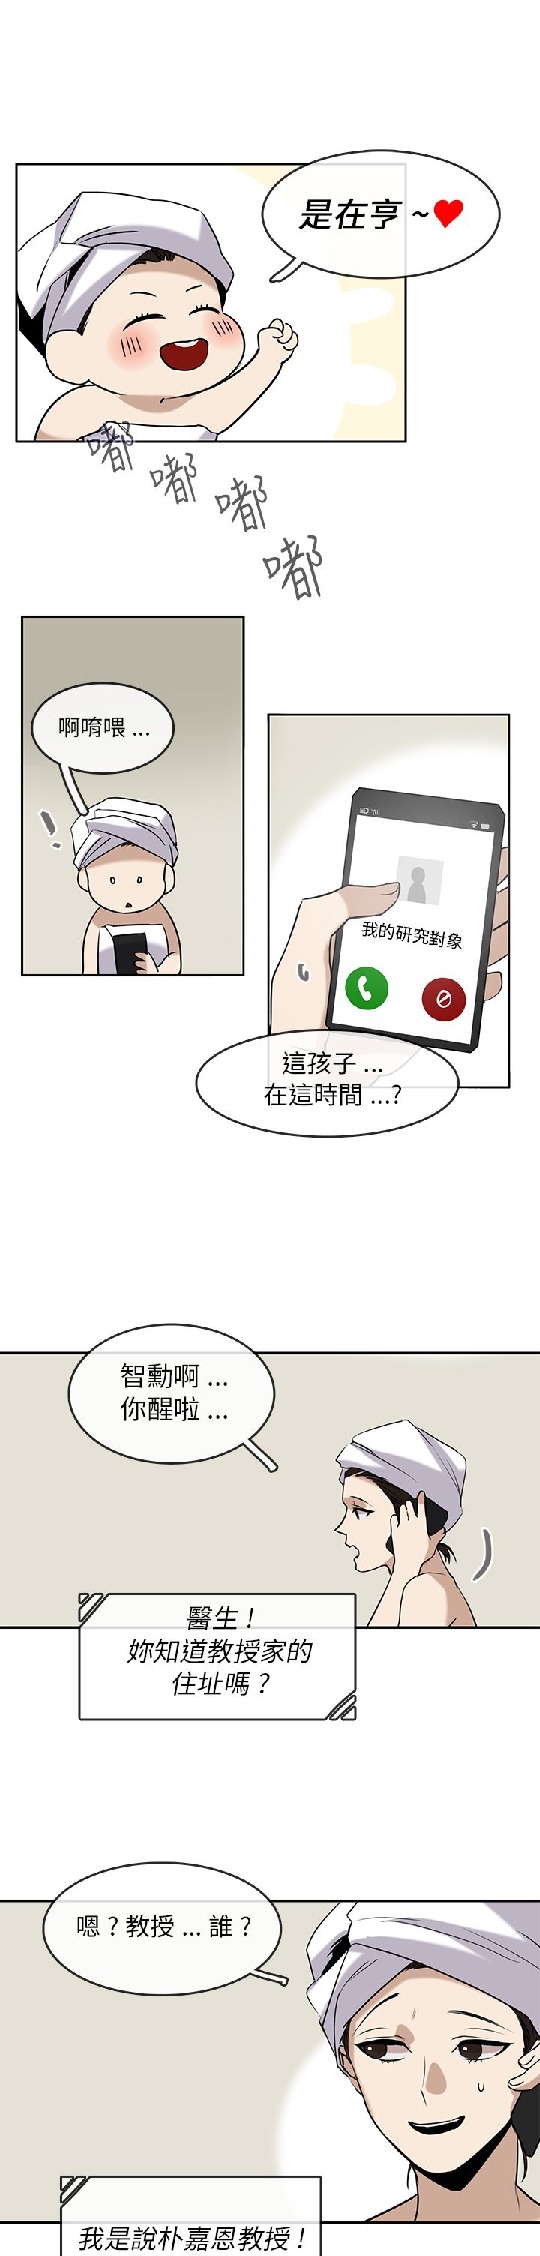 是在亨～♥
嘟
嘟
嘟
嘟
啊唷喂...
我的研究對象
這孩子...
在這時間...?
智勳啊...
你醒啦...
醫生!
妳知道教授家的
住址嗎?
嗯?教授...誰?
我是說朴嘉恩教授!